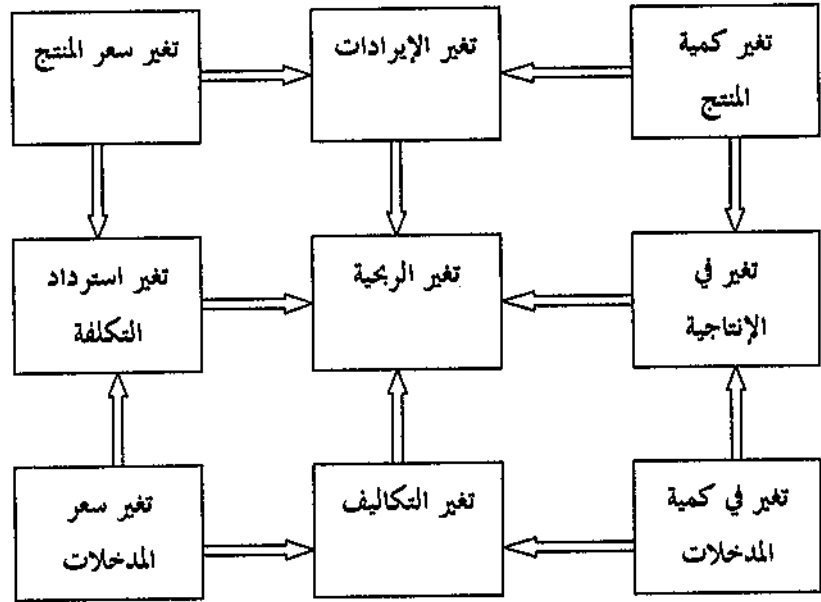 تغير كمية
المنتج
تغير الإيرادات
تغير سعر المنتج
تغير في
الإنتاجية
تغير الربحية
تغير استرداد
التكلفة
تغير في كمية
المدخلات
تغير التكاليف
تغير سعر
المدخلات